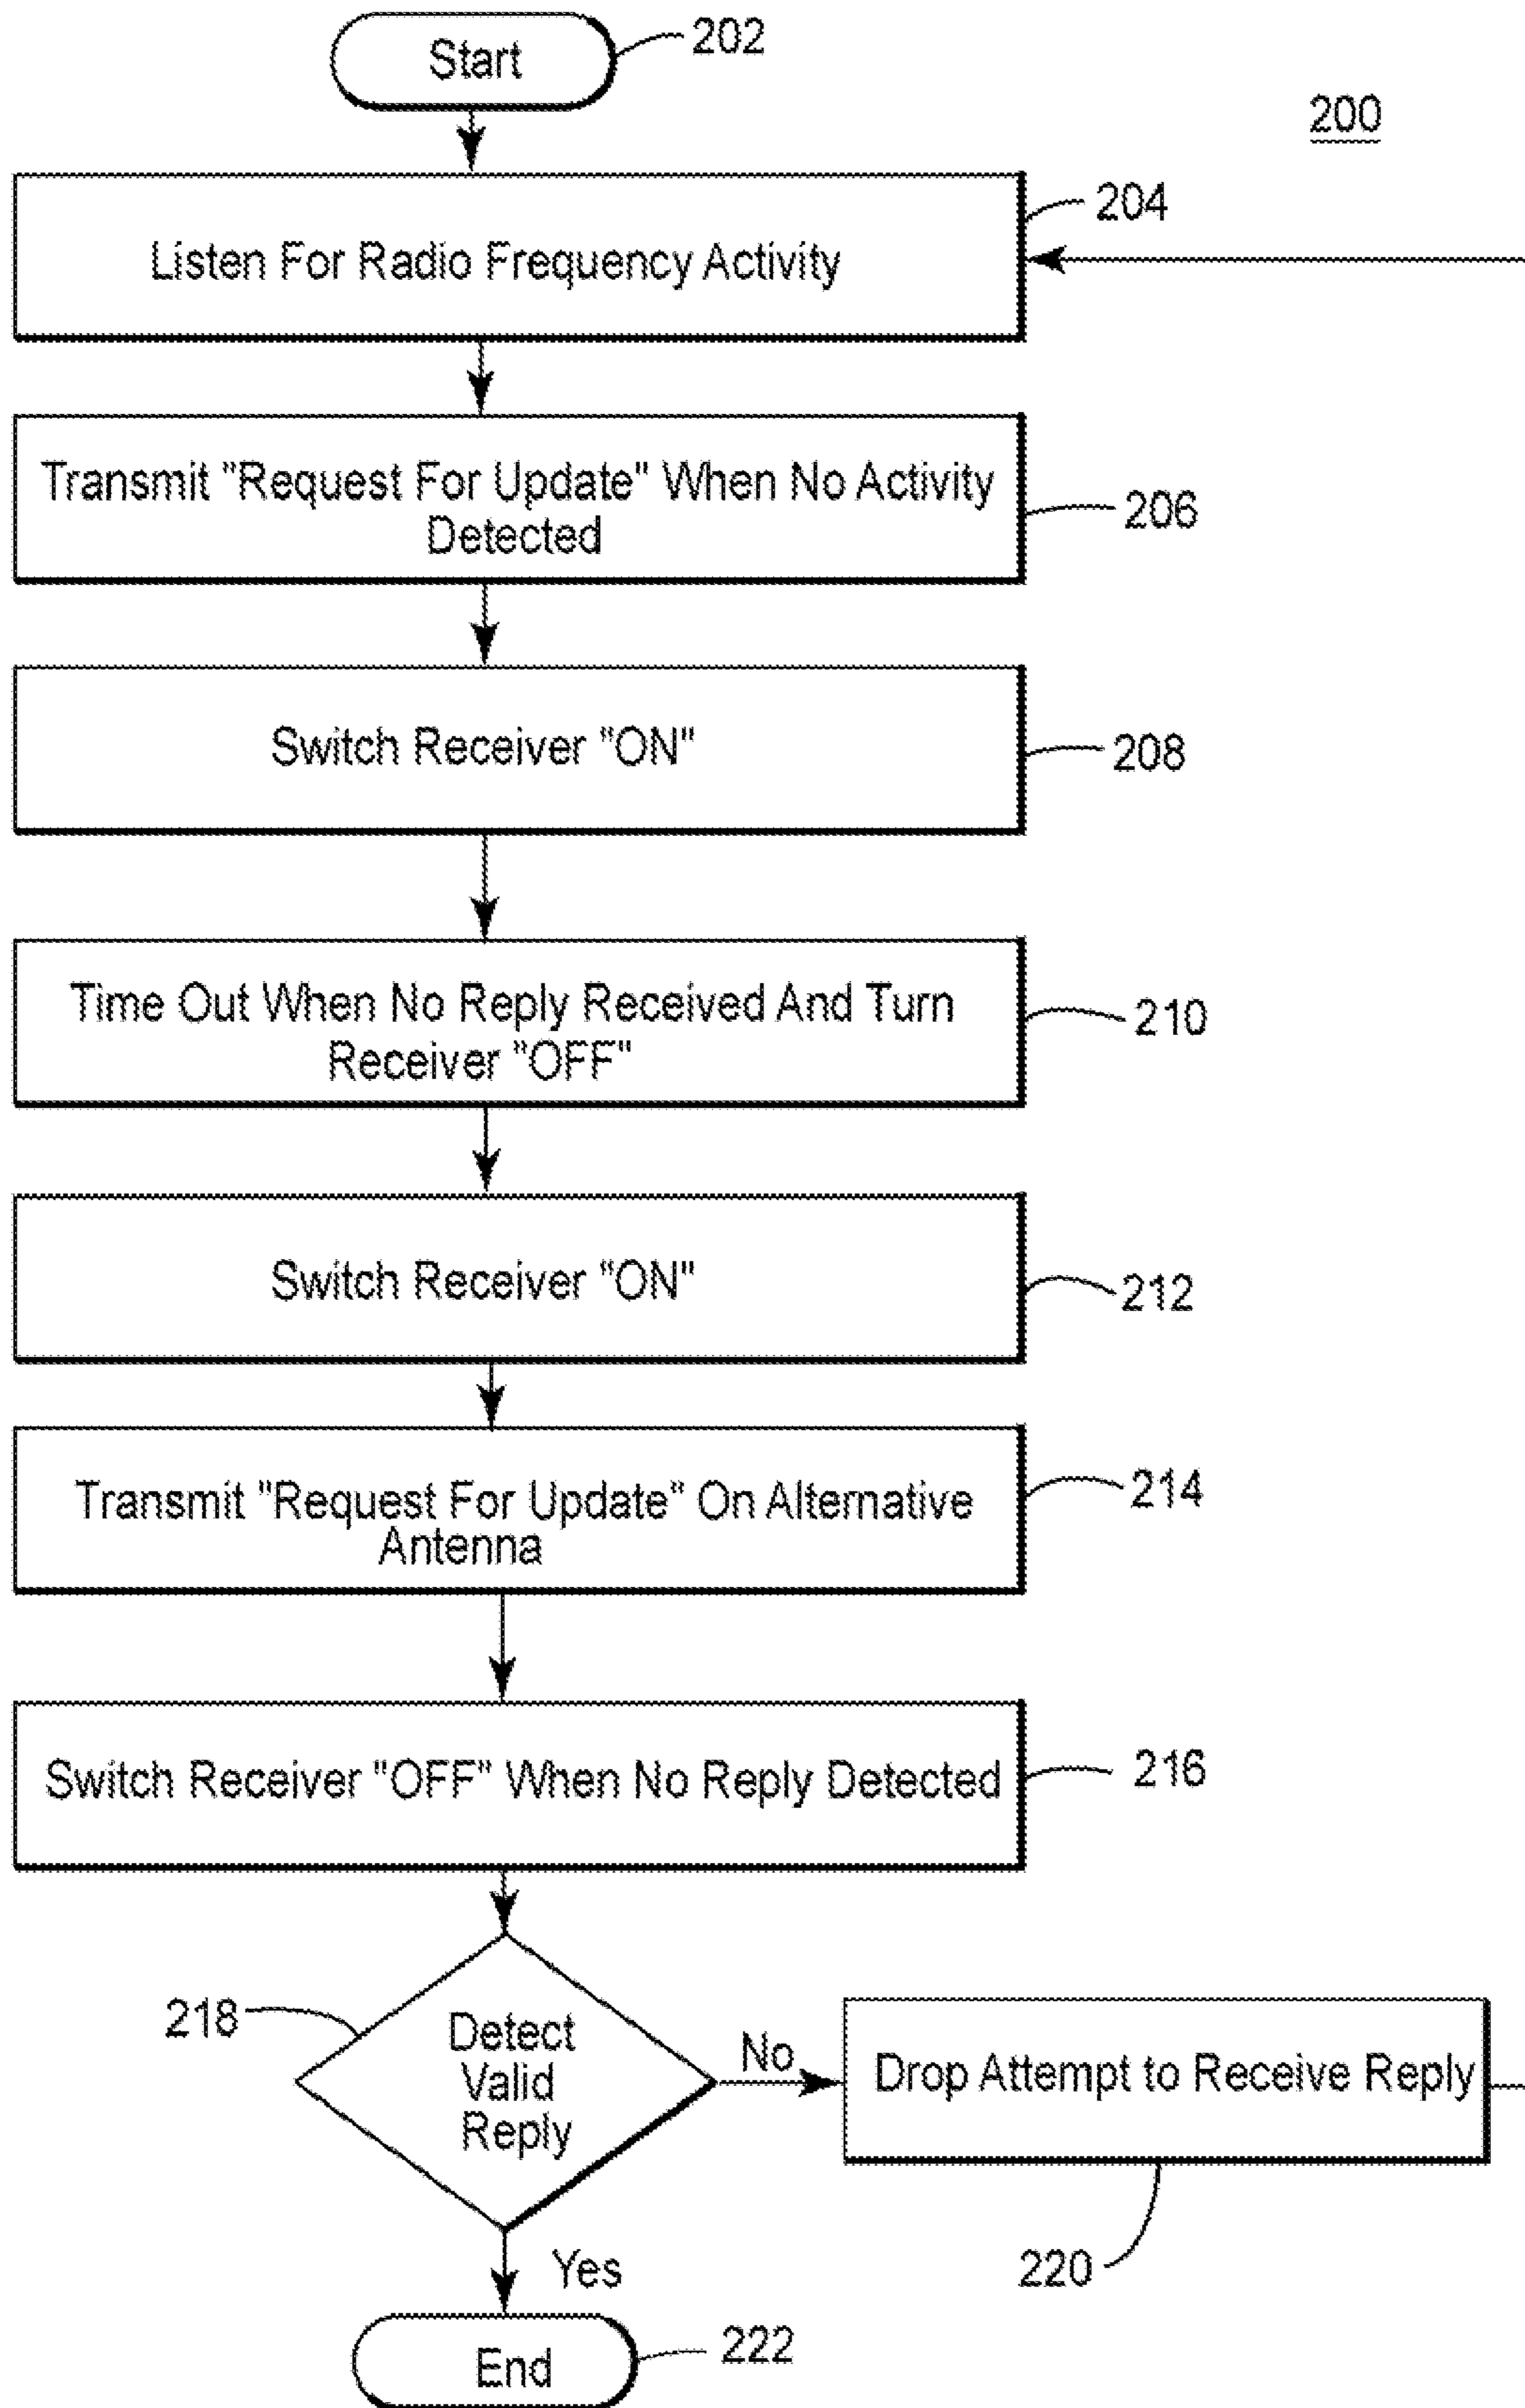 Start
202
200
Listen For Radio Frequency Activity
204
Transmit "Request For Update" When No Activity
Detected
206
Switch Receiver "ON"
208
Time Out When No Reply Received And Turn
Receiver "OFF"
210
Switch Receiver "ON"
212
Transmit "Request For Update" On Alternative
Antenna
214
Switch Receiver "OFF" When No Reply Detected
216
218
Detect
Valid
Reply
No
Drop Attempt to Receive Reply
220
Yes
End
222